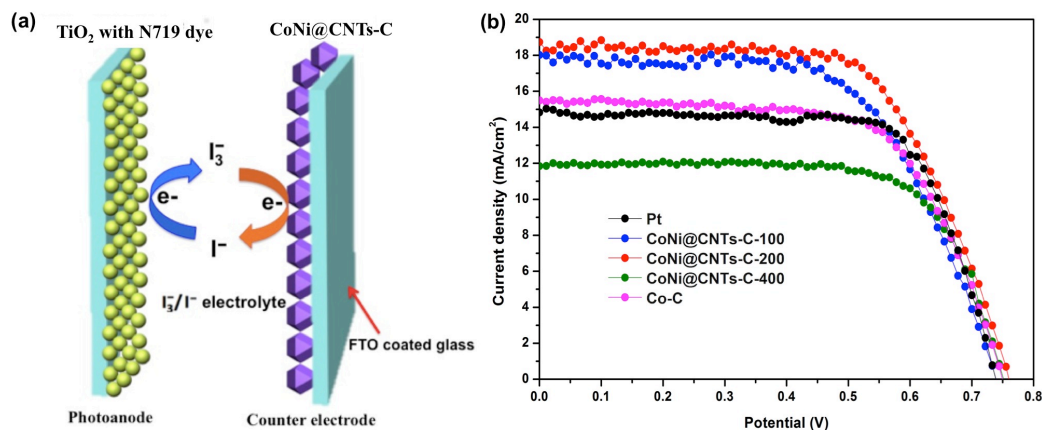 (a)
TiO₂ with N719 dye
CoNi@CNTs-C
I₃⁻
e-
e-
I⁻
I₃⁻/I⁻ electrolyte
FTO coated glass
Photoanode
Counter electrode
(b)
Current density (mA/cm²)
20
18
16
14
12
10
8
6
4
2
0
Pt
CoNi@CNTs-C-100
CoNi@CNTs-C-200
CoNi@CNTs-C-400
Co-C
0.0 0.1 0.2 0.3 0.4 0.5 0.6 0.7 0.8
Potential (V)